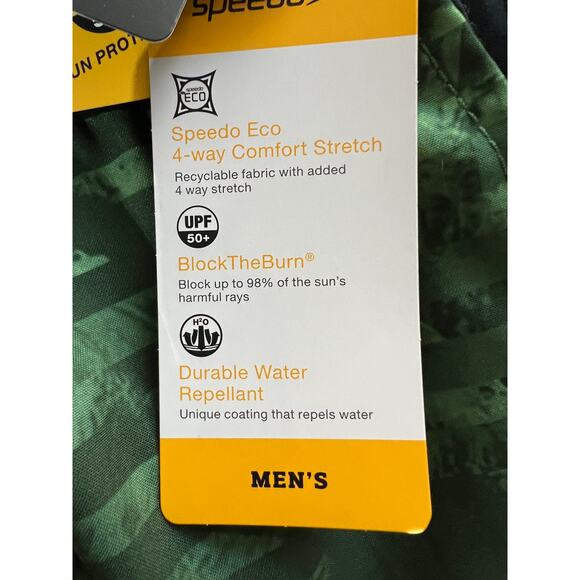 speedo
UN PROT
speedo
ECO
Speedo Eco
4-way Comfort Stretch
Recyclable fabric with added
4 way stretch
UPF
50+
BlockTheBurn®
Block up to 98% of the sun's
harmful rays
H²O
Durable Water
Repellant
Unique coating that repels water
MEN'S